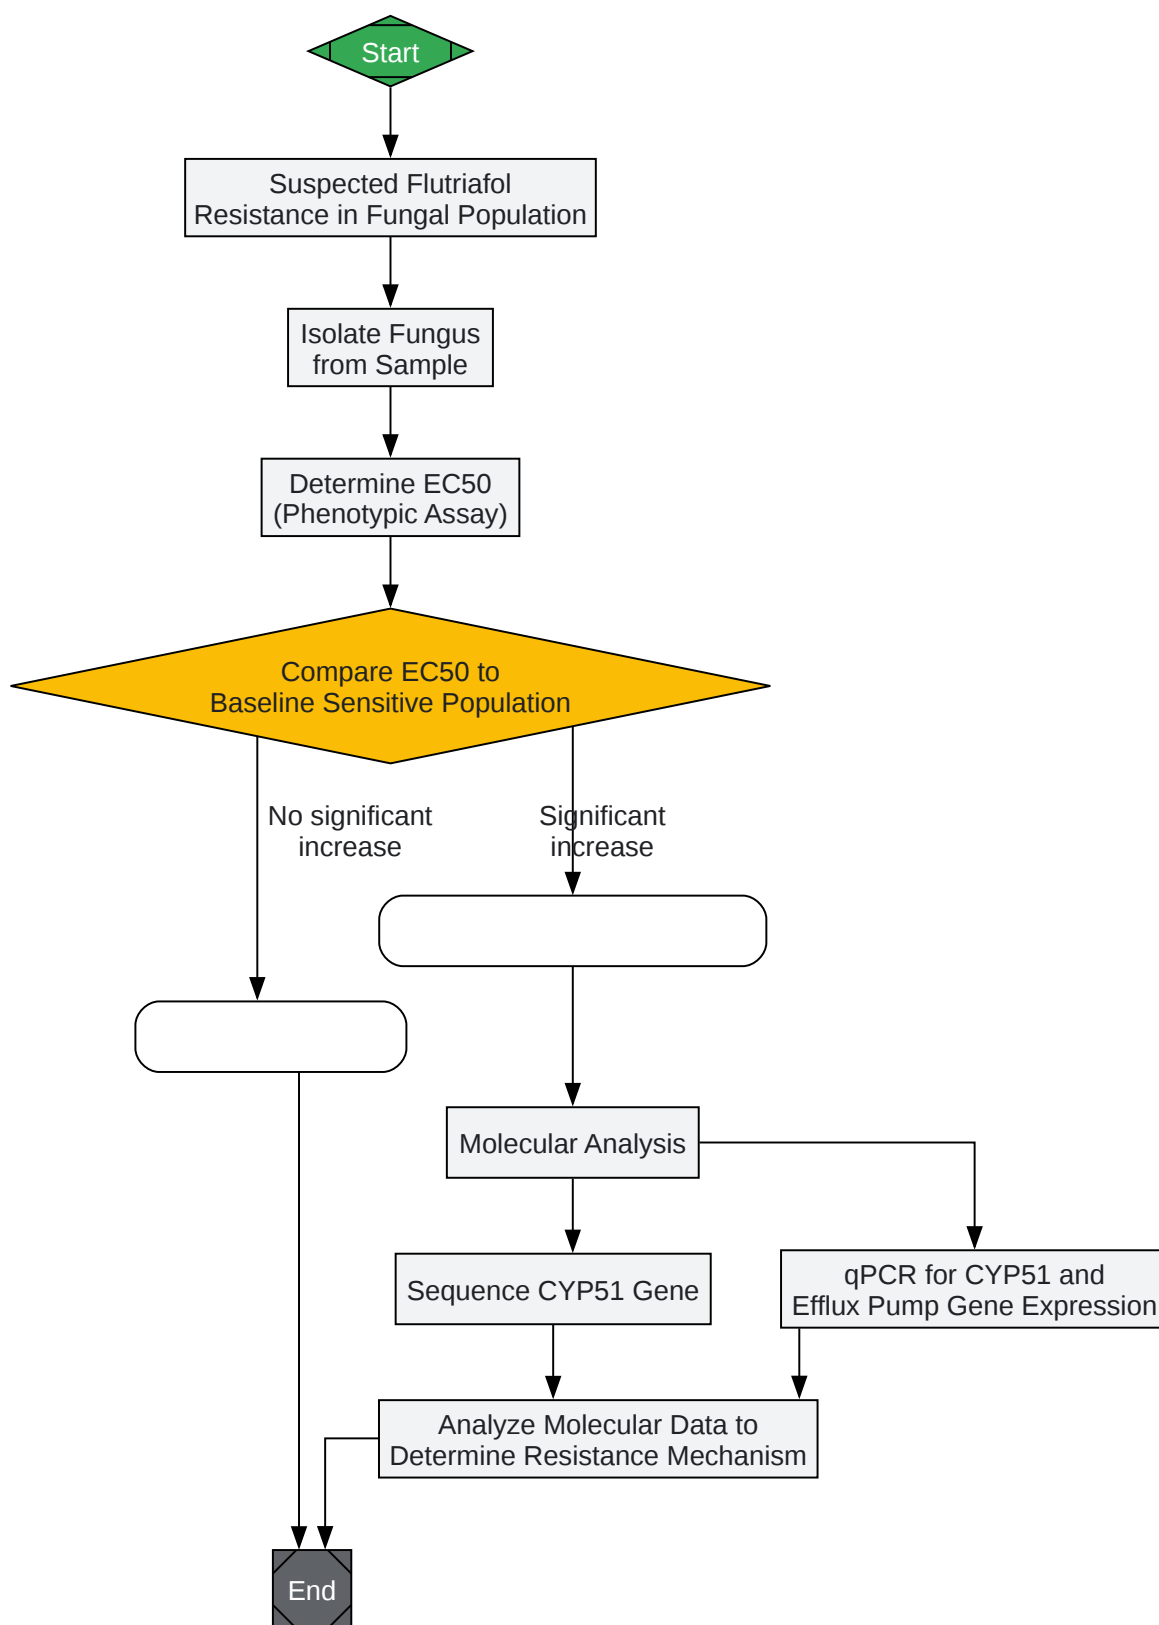 Start
Suspected Flutriafol
Resistance in Fungal Population
Isolate Fungus
from Sample
Determine EC50
(Phenotypic Assay)
Compare EC50 to
Baseline Sensitive Population
No significant
increase
Significant
increase
Molecular Analysis
Sequence CYP51 Gene
qPCR for CYP51 and
Efflux Pump Gene Expression
Analyze Molecular Data to
Determine Resistance Mechanism
End